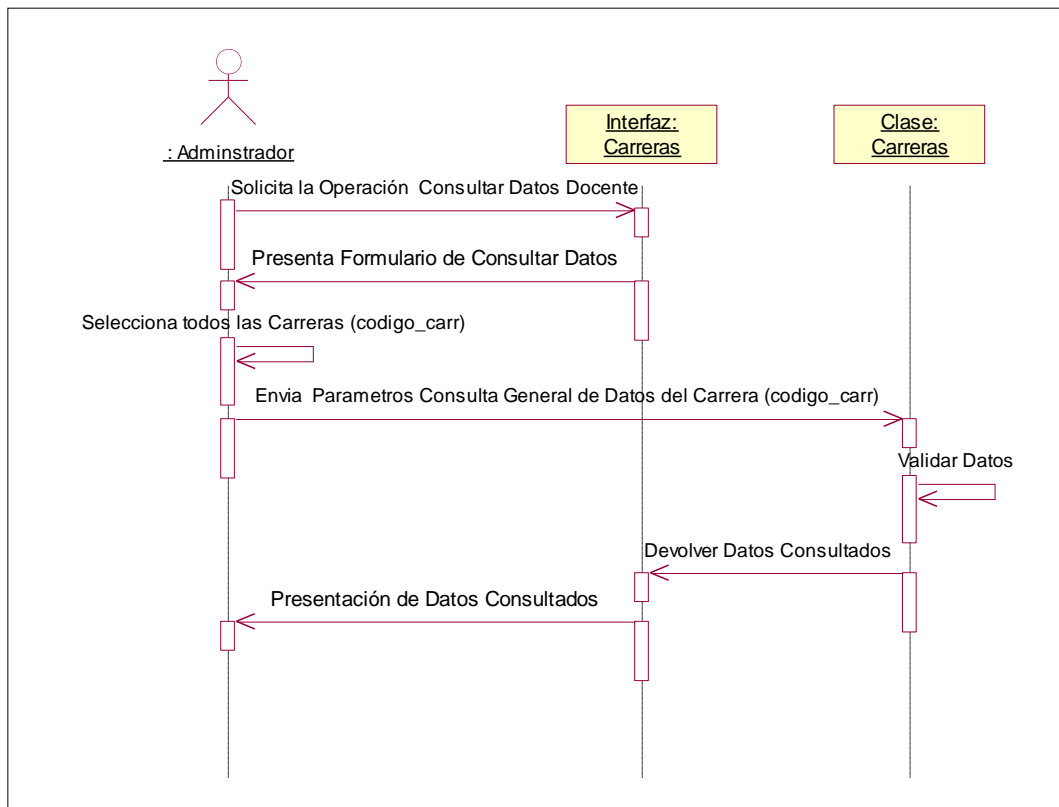 : Adminstrador
Interfaz:
Carreras
Clase:
Carreras
Solicita la Operación Consultar Datos Docente
Presenta Formulario de Consultar Datos
Selecciona todos las Carreras (codigo_carr)
Envia Parametros Consulta General de Datos del Carrera (codigo_carr)
Validar Datos
Devolver Datos Consultados
Presentación de Datos Consultados